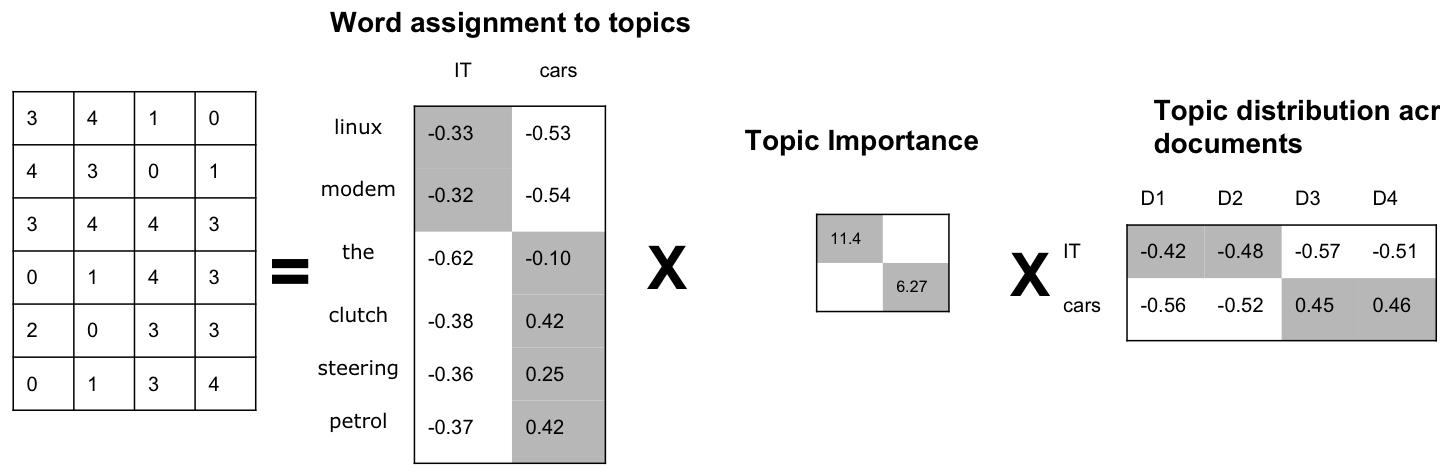 Word assignment to topics
IT cars
3 4 1 0
4 3 0 1
3 4 4 3
0 1 4 3
2 0 3 3
0 1 3 4
=
linux -0.33 -0.53
modem -0.32 -0.54
the -0.62 -0.10
clutch -0.38 0.42
steering -0.36 0.25
petrol -0.37 0.42
X
Topic Importance
11.4
6.27
X
Topic distribution acr
documents
D1 D2 D3 D4
IT -0.42 -0.48 -0.57 -0.51
cars -0.56 -0.52 0.45 0.46